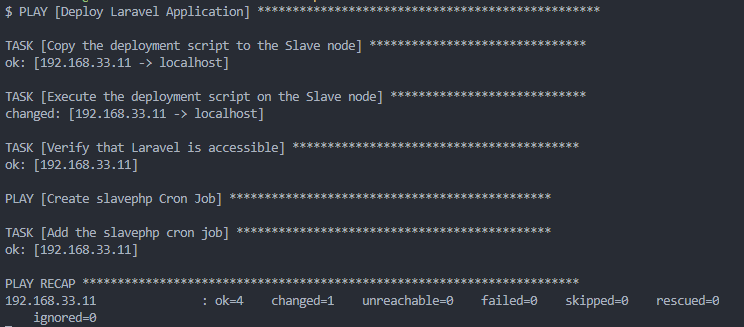 $ PLAY [Deploy Laravel Application] *************************************************
TASK [Copy the deployment script to the Slave node] *******************************
ok: [192.168.33.11 -> localhost]
TASK [Execute the deployment script on the Slave node] ****************************
changed: [192.168.33.11 -> localhost]
TASK [Verify that Laravel is accessible] *****************************************
ok: [192.168.33.11]
PLAY [Create slavephp Cron Job] **********************************************
TASK [Add the slavephp cron job] *********************************************
ok: [192.168.33.11]
PLAY RECAP ***********************************************************************
192.168.33.11 : ok=4 changed=1 unreachable=0 failed=0 skipped=0 rescued=0
ignored=0